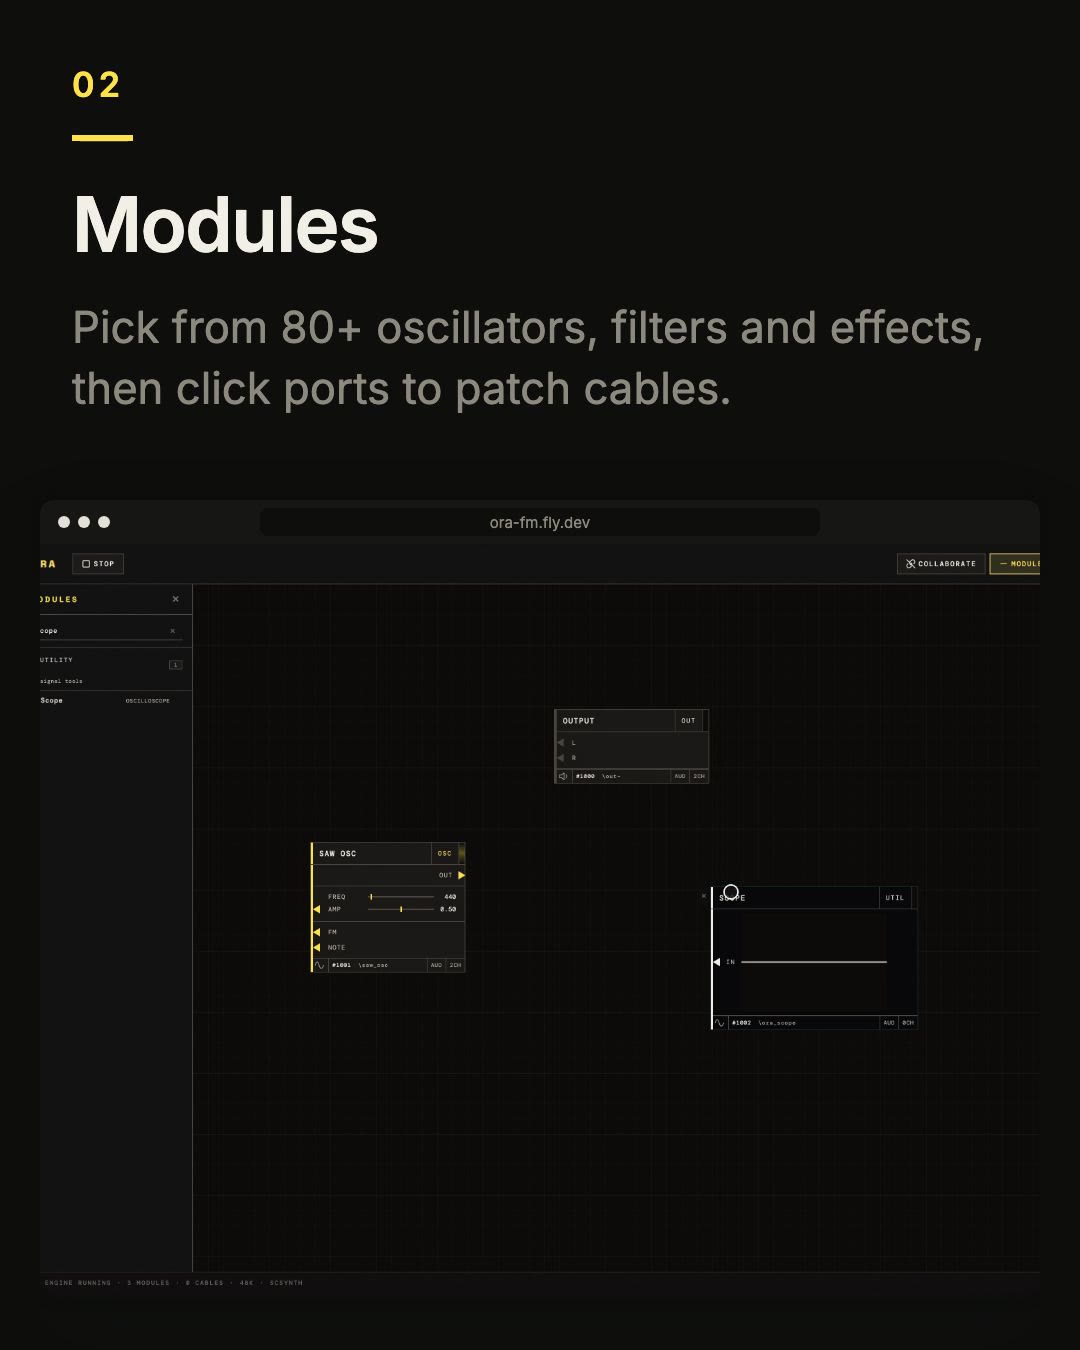 02
Modules
Pick from 80+ oscillators, filters and effects,
then click ports to patch cables.
ora-fm.fly.dev
RA
STOP
COLLABORATE
MODULE
ODULES
cope
UTILITY
1
signal tools
Scope
OSCILLOSCOPE
OUTPUT
OUT
L
R
#1000 \out~
AUD 2CH
SAW OSC
OSC
OUT
FREQ 440
AMP 0.50
FM
NOTE
#1001 \saw_osc
AUD 2CH
SCOPE
UTIL
IN
#1002 \ora_scope
AUD 0CH
ENGINE RUNNING · 3 MODULES · 0 CABLES · 48K · SCSYNTH